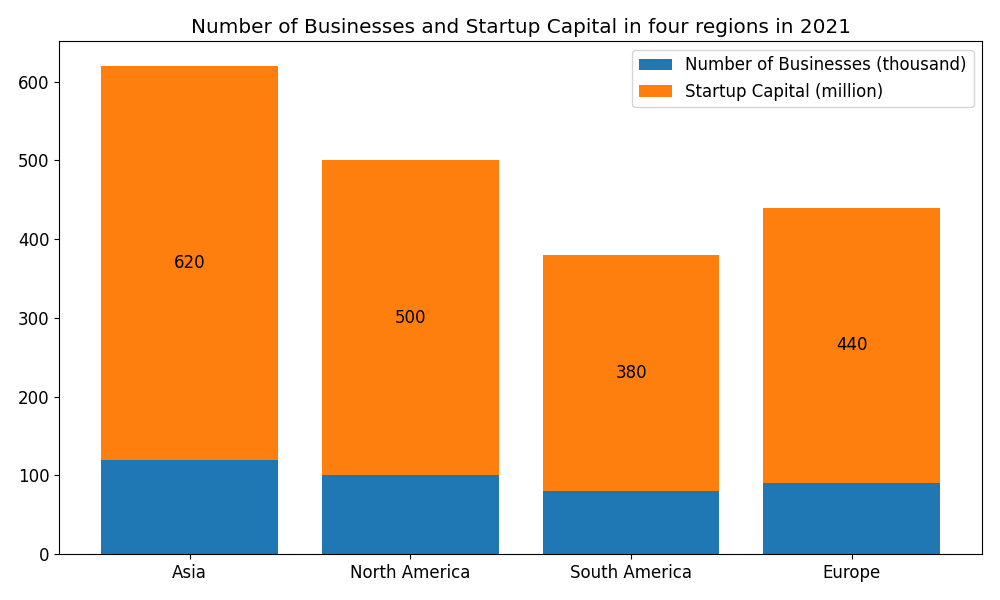 Number of Businesses and Startup Capital in four regions in 2021
Number of Businesses (thousand)
Startup Capital (million)
600
500
400
300
200
100
0
620
500
380
440
Asia
North America
South America
Europe